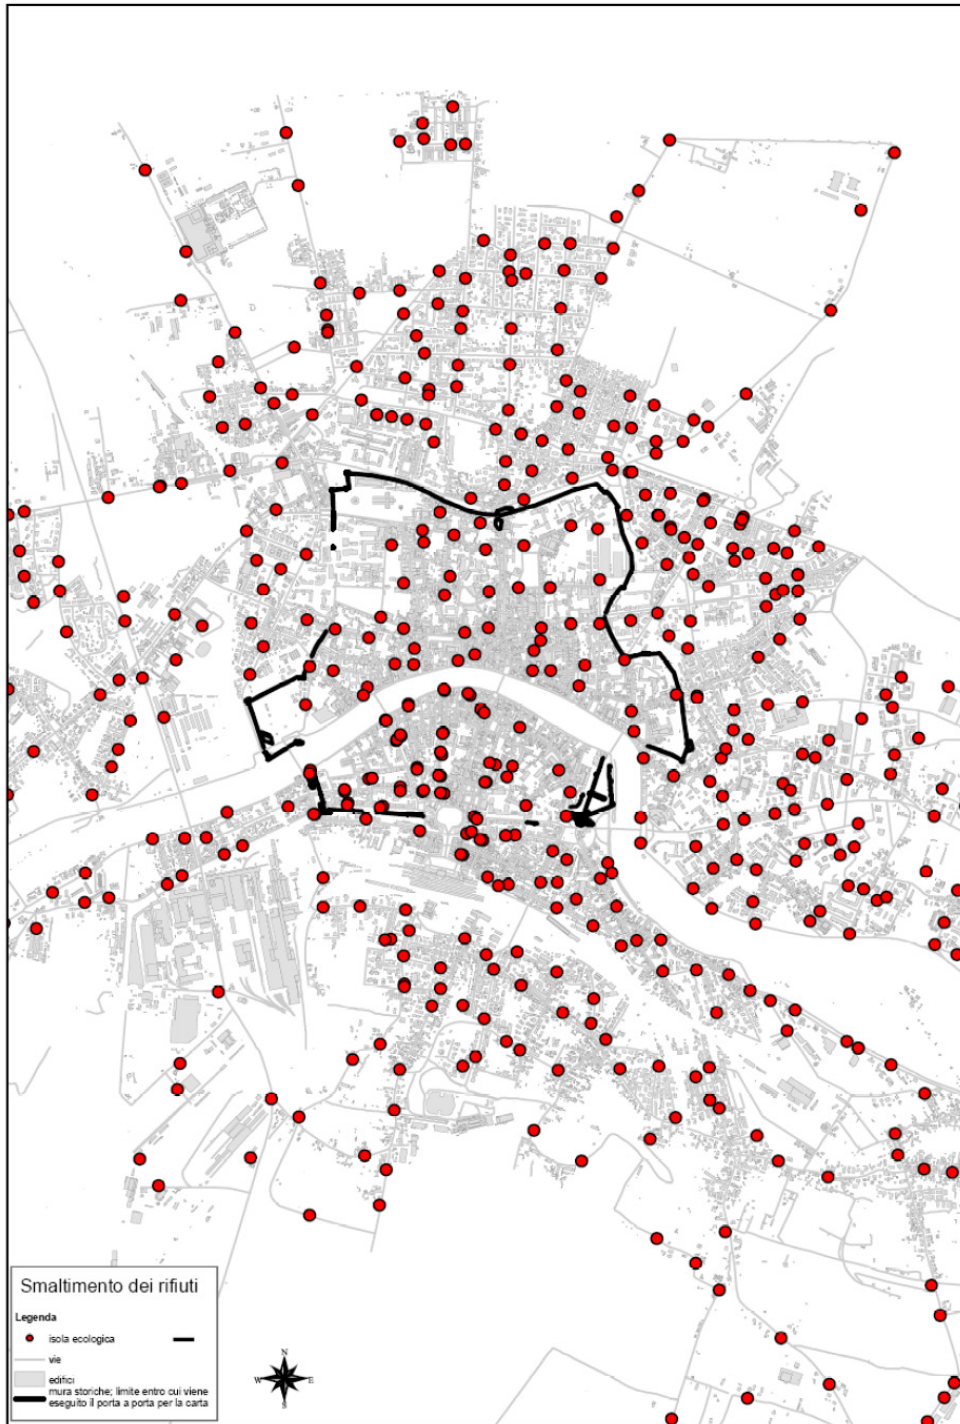 Smaltimento dei rifiuti
Legenda
isola ecologica
vie
edifici
mura storiche; limite entro cui viene
eseguito il porta a porta per la carta
N
W E
S